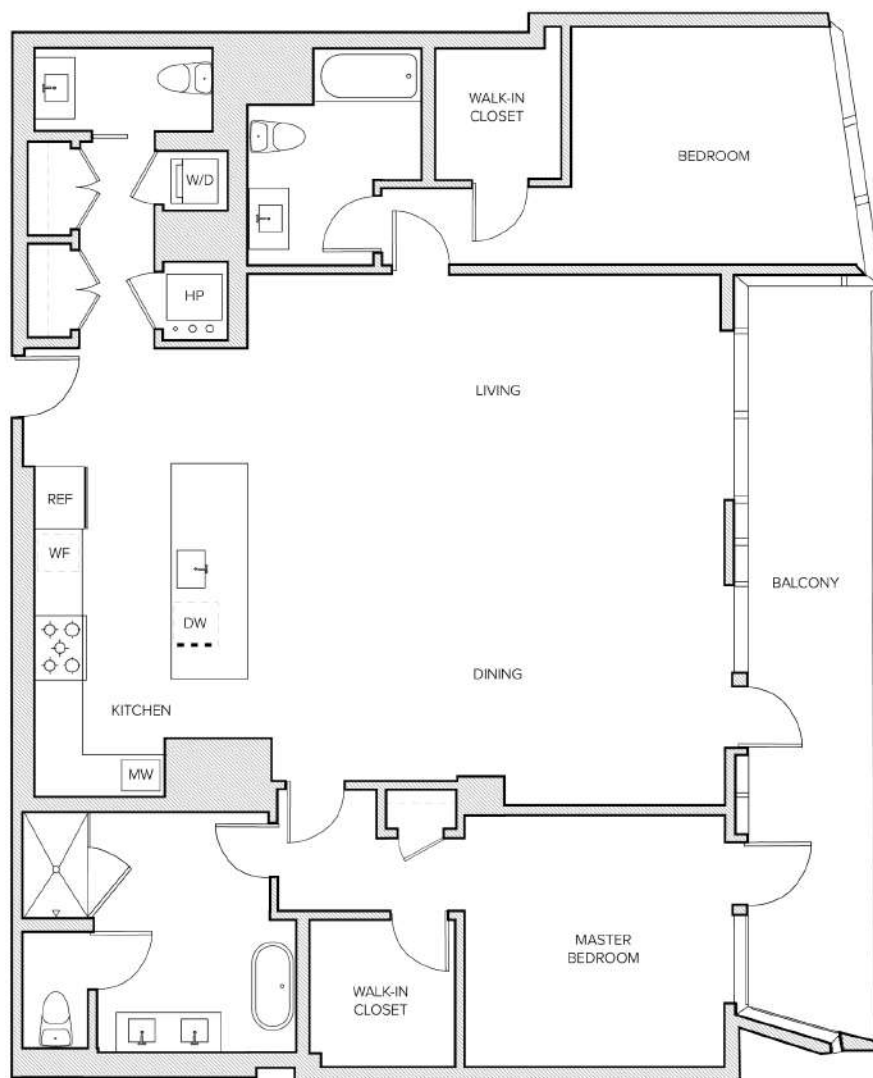 WALK-IN
CLOSET
BEDROOM
W/D
HP
LIVING
REF
WF
BALCONY
DW
DINING
KITCHEN
MW
MASTER
BEDROOM
WALK-IN
CLOSET